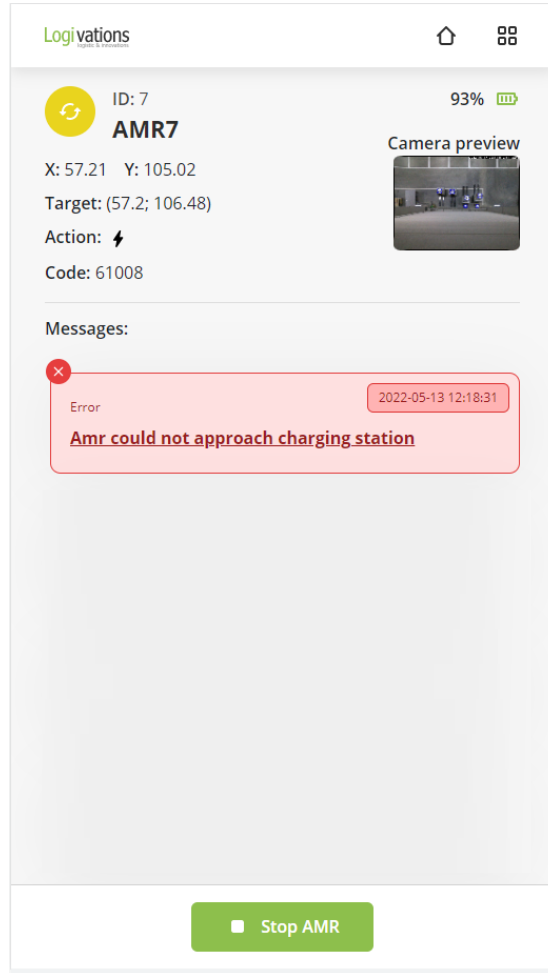 Logivations
logistic & innovations
ID: 7
93%
AMR7
Camera preview
X: 57.21 Y: 105.02
Target: (57.2; 106.48)
Action:
Code: 61008
Messages:
2022-05-13 12:18:31
Error
Amr could not approach charging station
Stop AMR